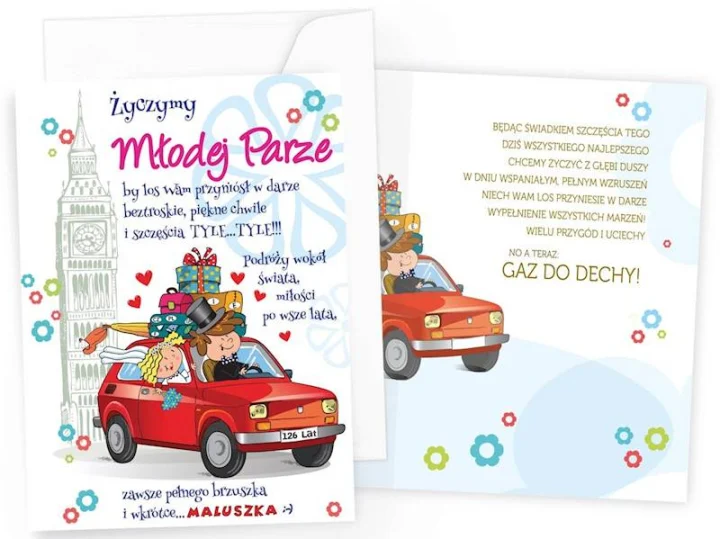 Życzymy
Młodej Parze
by los Wam przyniósł w darze
beztroskie, piękne chwile
i szczęścia TYLE...TYLE!!!
Podróży wokół
świata,
miłości
po wsze lata,
126 Lat
zawsze pełnego brzuszka
i wkrótce... MALUSZKA :-)
BĘDĄC ŚWIADKIEM SZCZĘŚCIA TEGO
DZIŚ WSZYSTKIEGO NAJLEPSZEGO
CHCEMY ŻYCZYĆ Z GŁĘBI DUSZY
W DNIU WSPANIAŁYM, PEŁNYM WZRUSZEŃ
NIECH WAM LOS PRZYNIESIE W DARZE
WYPEŁNIENIE WSZYSTKICH MARZEŃ!
WIELU PRZYGÓD I UCIECHY.
NO A TERAZ:
GAZ DO DECHY!